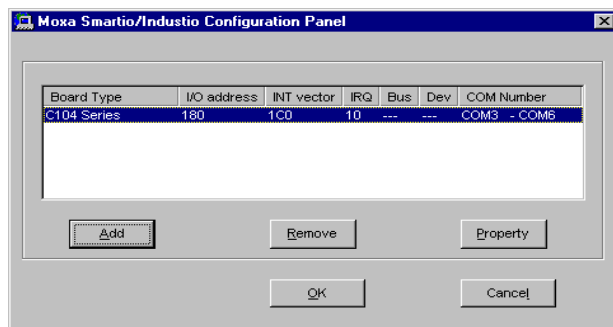 Moxa Smartio/Industio Configuration Panel
Board Type I/O address INT vector IRQ Bus Dev COM Number
C104 Series 180 1C0 10 --- --- COM3 - COM6
Add Remove Property
OK Cancel